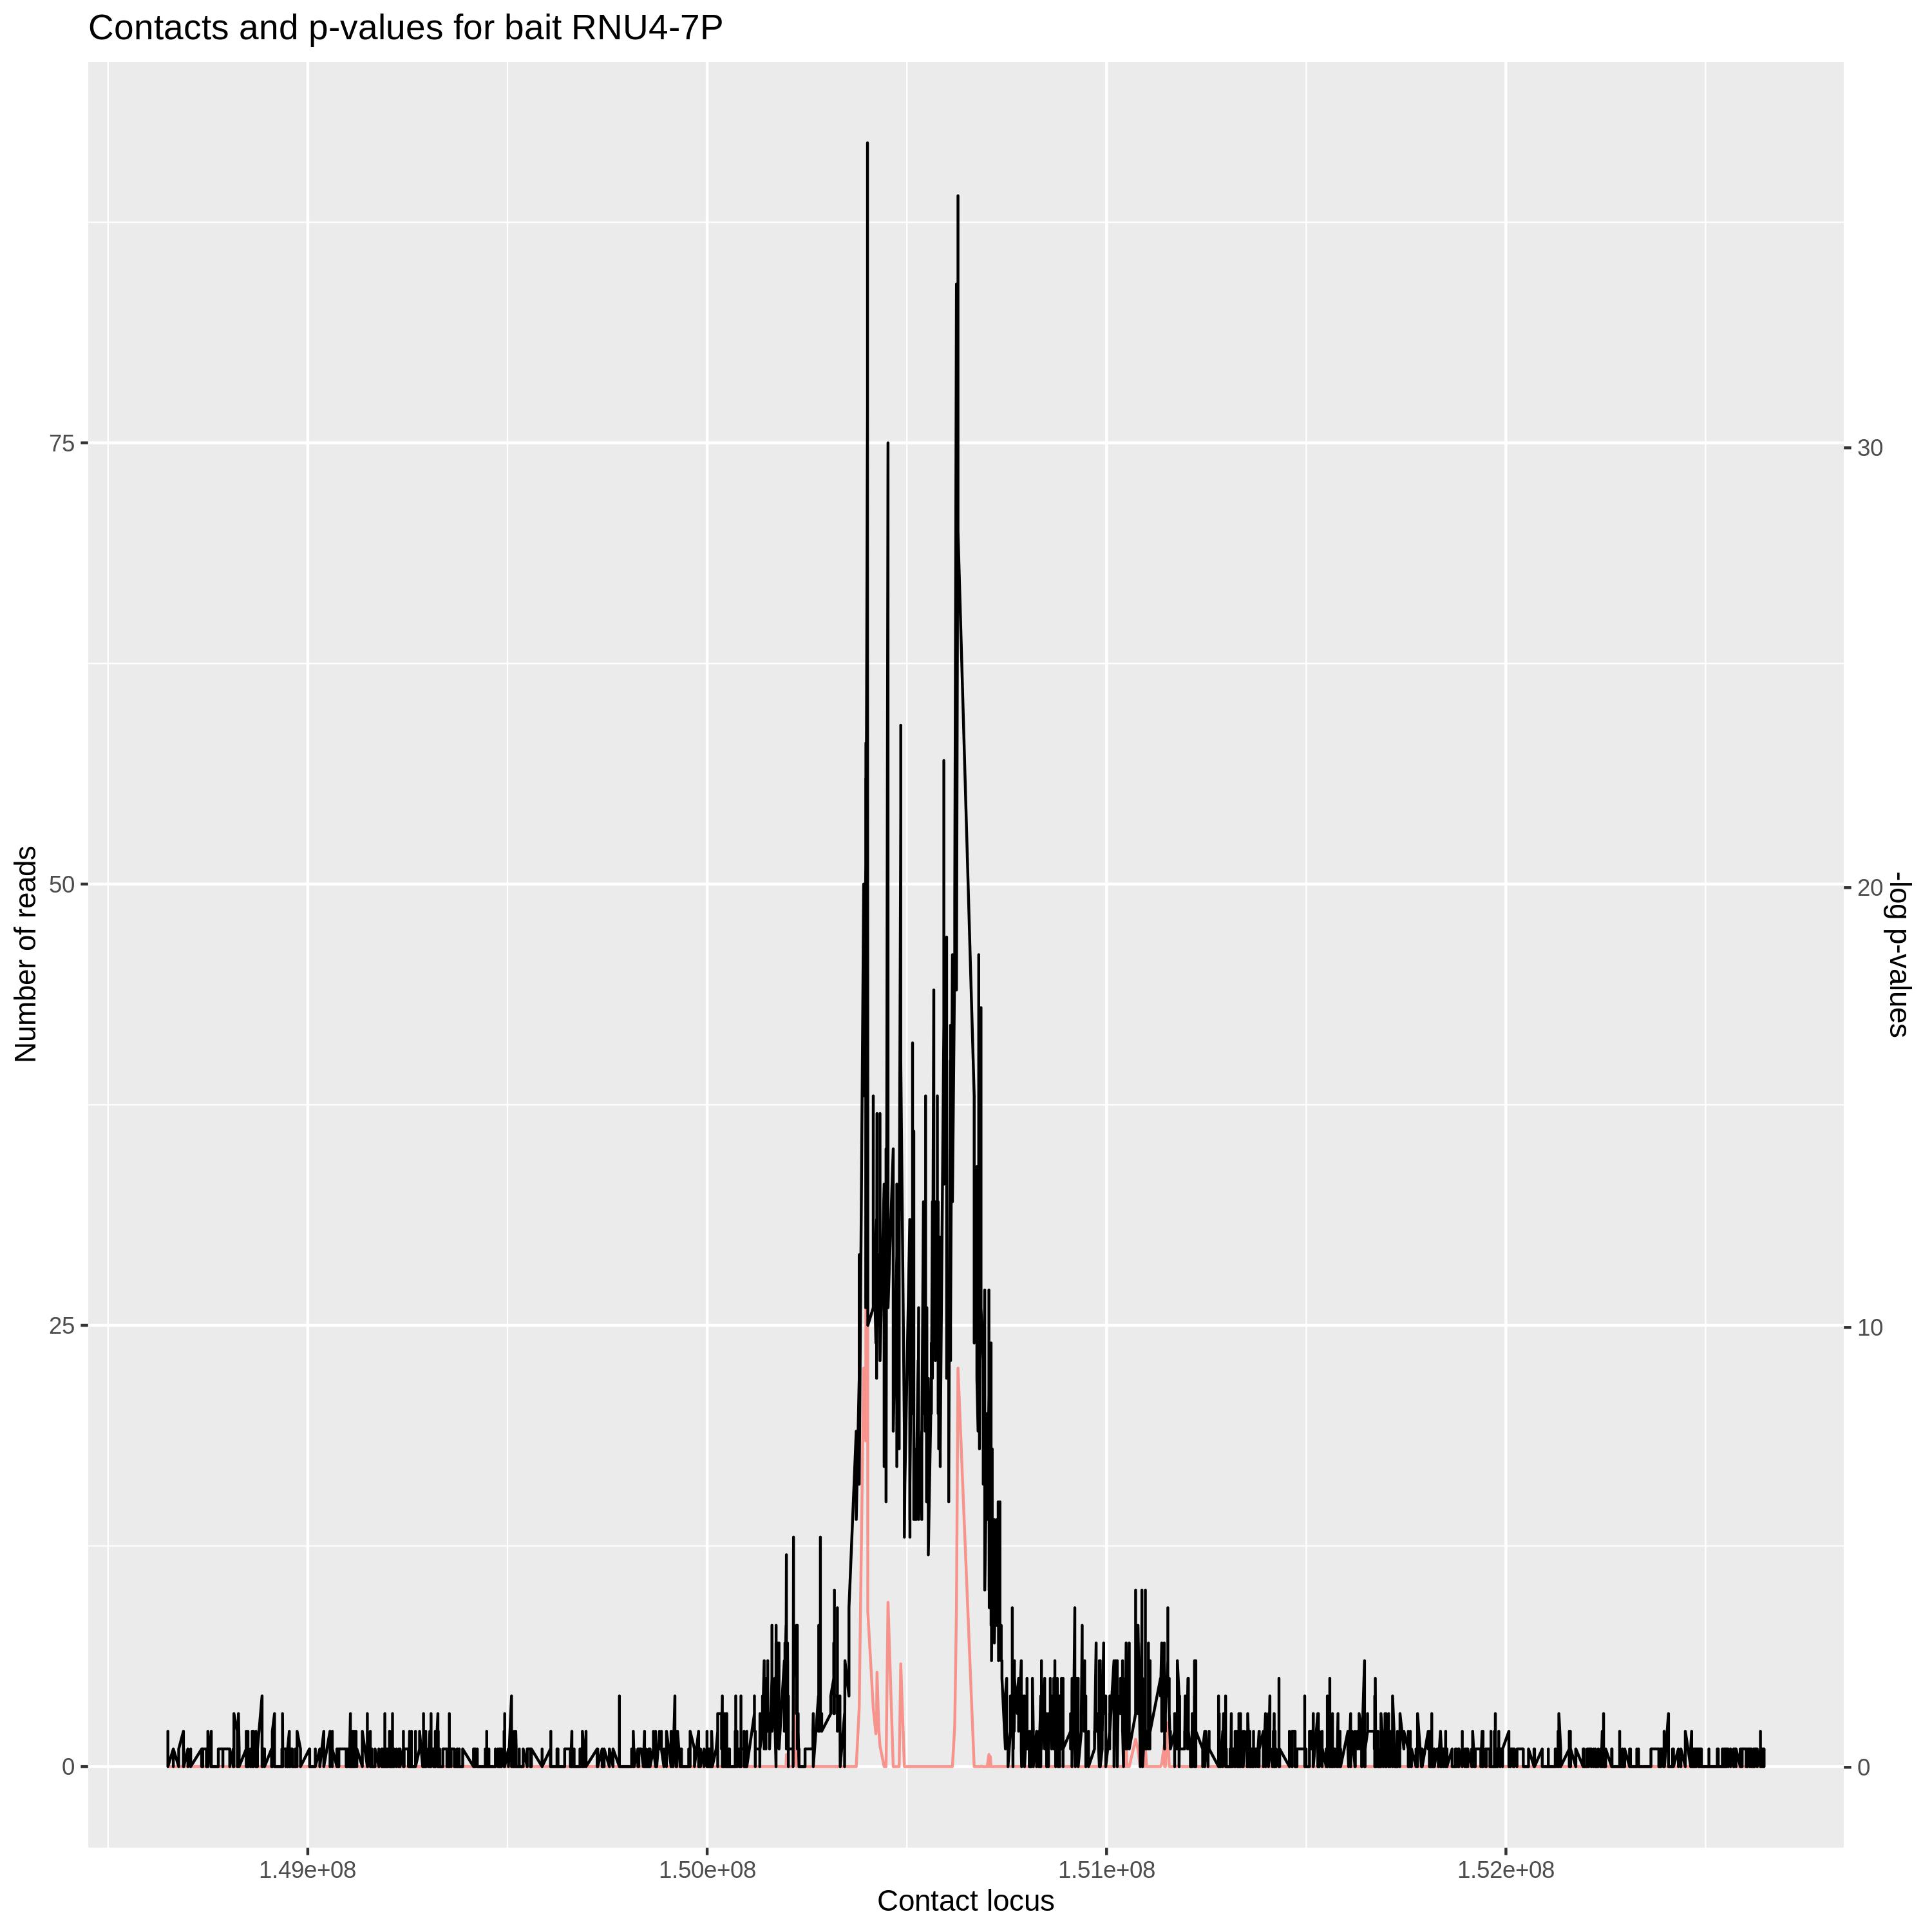 Contacts and p-values for bait RNU4-7P
Number of reads
75
50
25
0
30
20
10
0
-log p-values
1.49e+08
1.50e+08
1.51e+08
1.52e+08
Contact locus